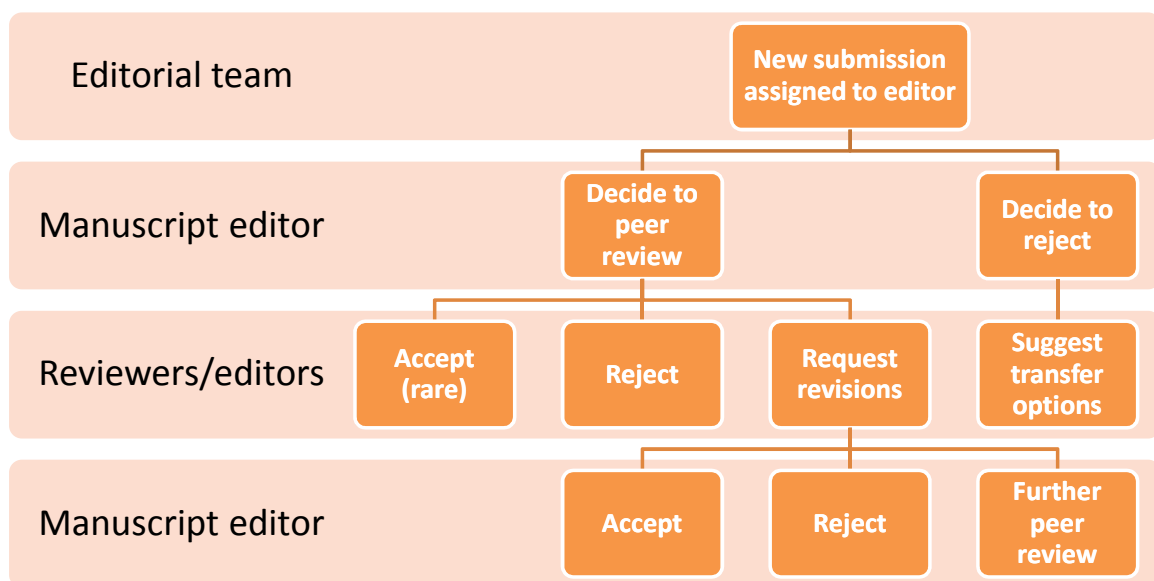 Editorial team
New submission
assigned to editor
Manuscript editor
Decide to
peer
review
Decide to
reject
Reviewers/editors
Accept
(rare)
Reject
Request
revisions
Suggest
transfer
options
Manuscript editor
Accept
Reject
Further
peer
review